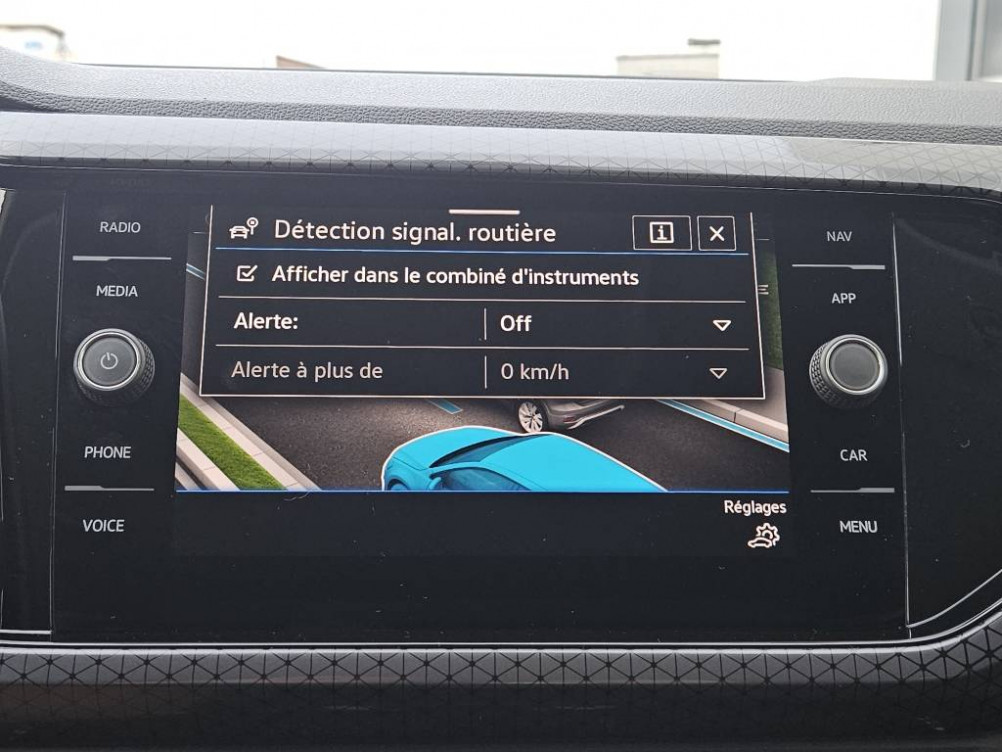 RADIO
MEDIA
PHONE
VOICE
Détection signal. routière
i
Afficher dans le combiné d'instruments
Alerte: Off
Alerte à plus de 0 km/h
Réglages
NAV
APP
CAR
MENU